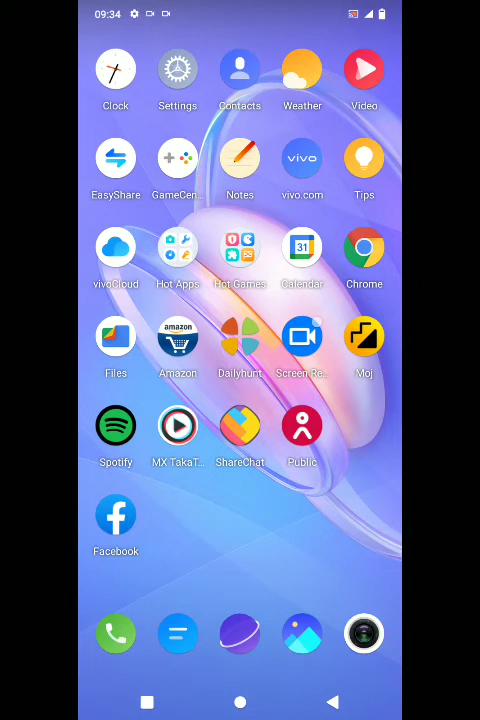 09:34
Clock Settings Contacts Weather Video
EasyShare GameCen... Notes vivo.com Tips
vivo
vivoCloud Hot Apps Hot Games Calendar Chrome
31
Files Amazon Dailyhunt Screen Re... Moj
amazon
Spotify MX TakaT... ShareChat Public
Facebook